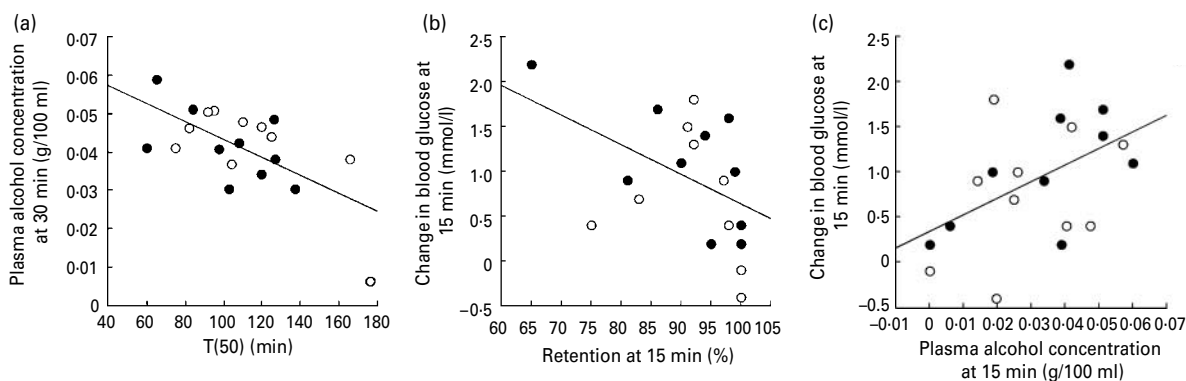 (a)
Plasma alcohol concentration
at 30 min (g/100 ml)
0·07
0·06
0·05
0·04
0·03
0·02
0·01
0
40 60 80 100 120 140 160 180
T(50) (min)
(b)
Change in blood glucose at
15 min (mmol/l)
2·5
2·0
1·5
1·0
0·5
0
−0·5
60 65 70 75 80 85 90 95 100 105
Retention at 15 min (%)
(c)
Change in blood glucose at
15 min (mmol/l)
2·5
2·0
1·5
1·0
0·5
0
−0·5
−0·01 0 0·01 0·02 0·03 0·04 0·05 0·06 0·07
Plasma alcohol concentration
at 15 min (g/100 ml)